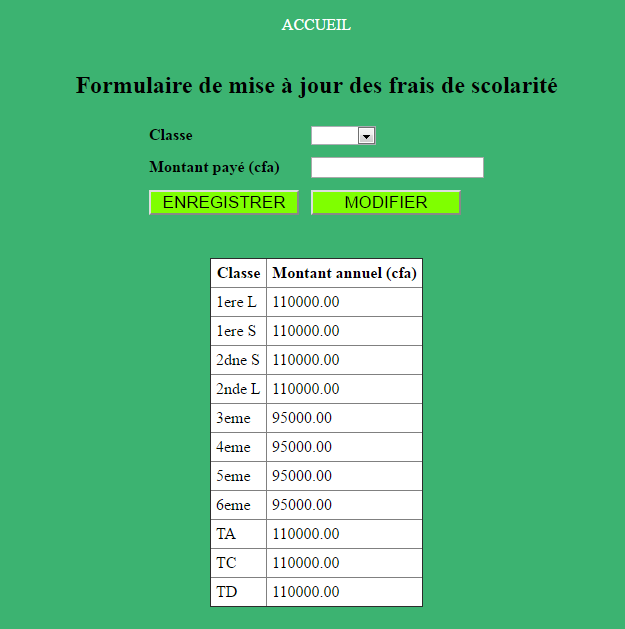 ACCUEIL
Formulaire de mise à jour des frais de scolarité
Classe
Montant payé (cfa)
ENREGISTRER MODIFIER
Classe Montant annuel (cfa)
1ere L 110000.00
1ere S 110000.00
2dne S 110000.00
2nde L 110000.00
3eme 95000.00
4eme 95000.00
5eme 95000.00
6eme 95000.00
TA 110000.00
TC 110000.00
TD 110000.00